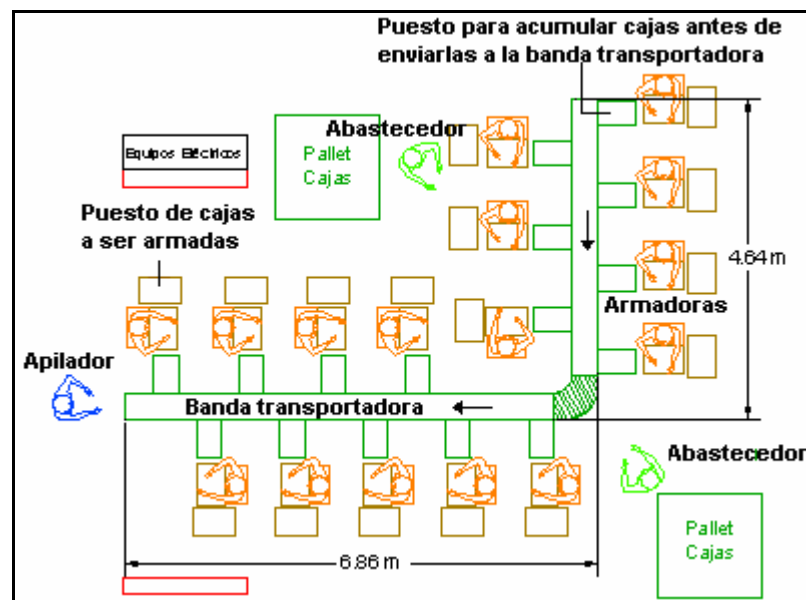 Puesto para acumular cajas antes de
enviarlas a la banda transportadora
Abastecedor
Equipos Eléctricos
Pallet
Cajas
Puesto de cajas
a ser armadas
4.64 m
Armadoras
Apilador
Banda transportadora
Abastecedor
Pallet
Cajas
6.86 m